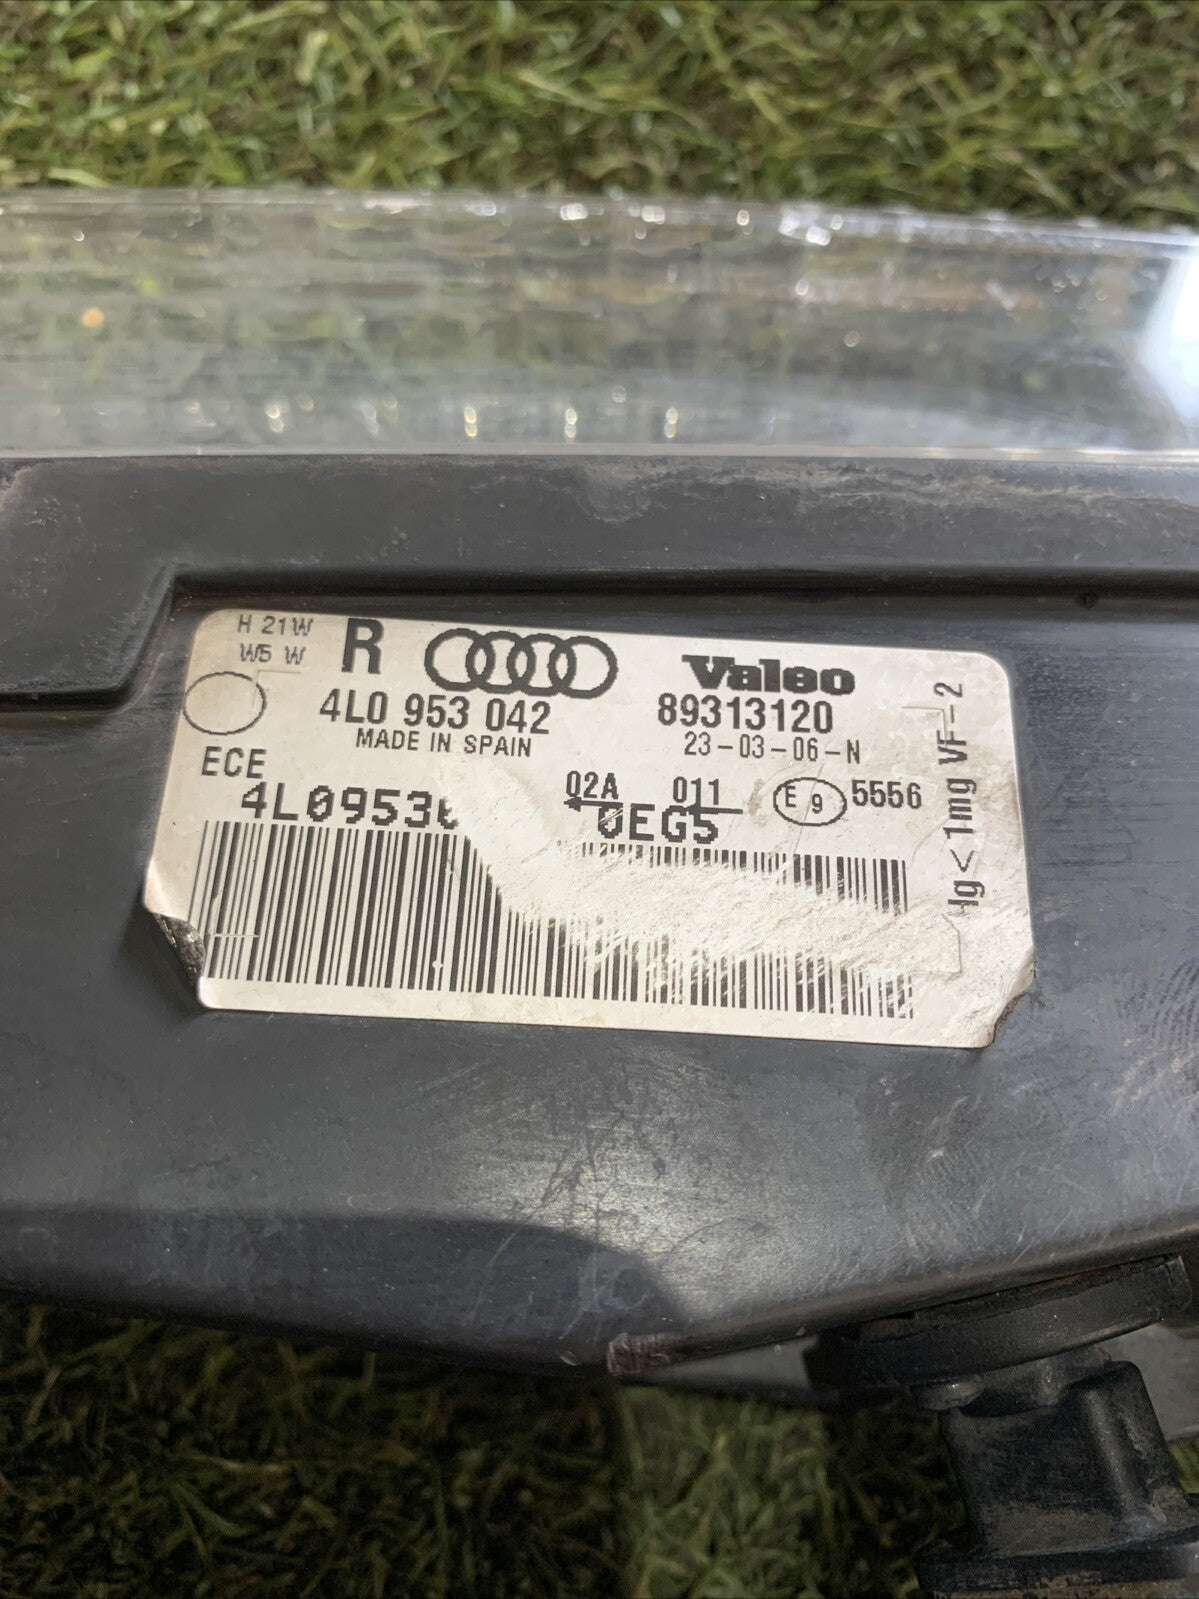 H 21W
W5 W
R
Valeo
4L0 953 042
89313120
MADE IN SPAIN
23-03-06-N
ECE
02A 011
E 9 5556
4L0953
0EG5
<1mg VF-2